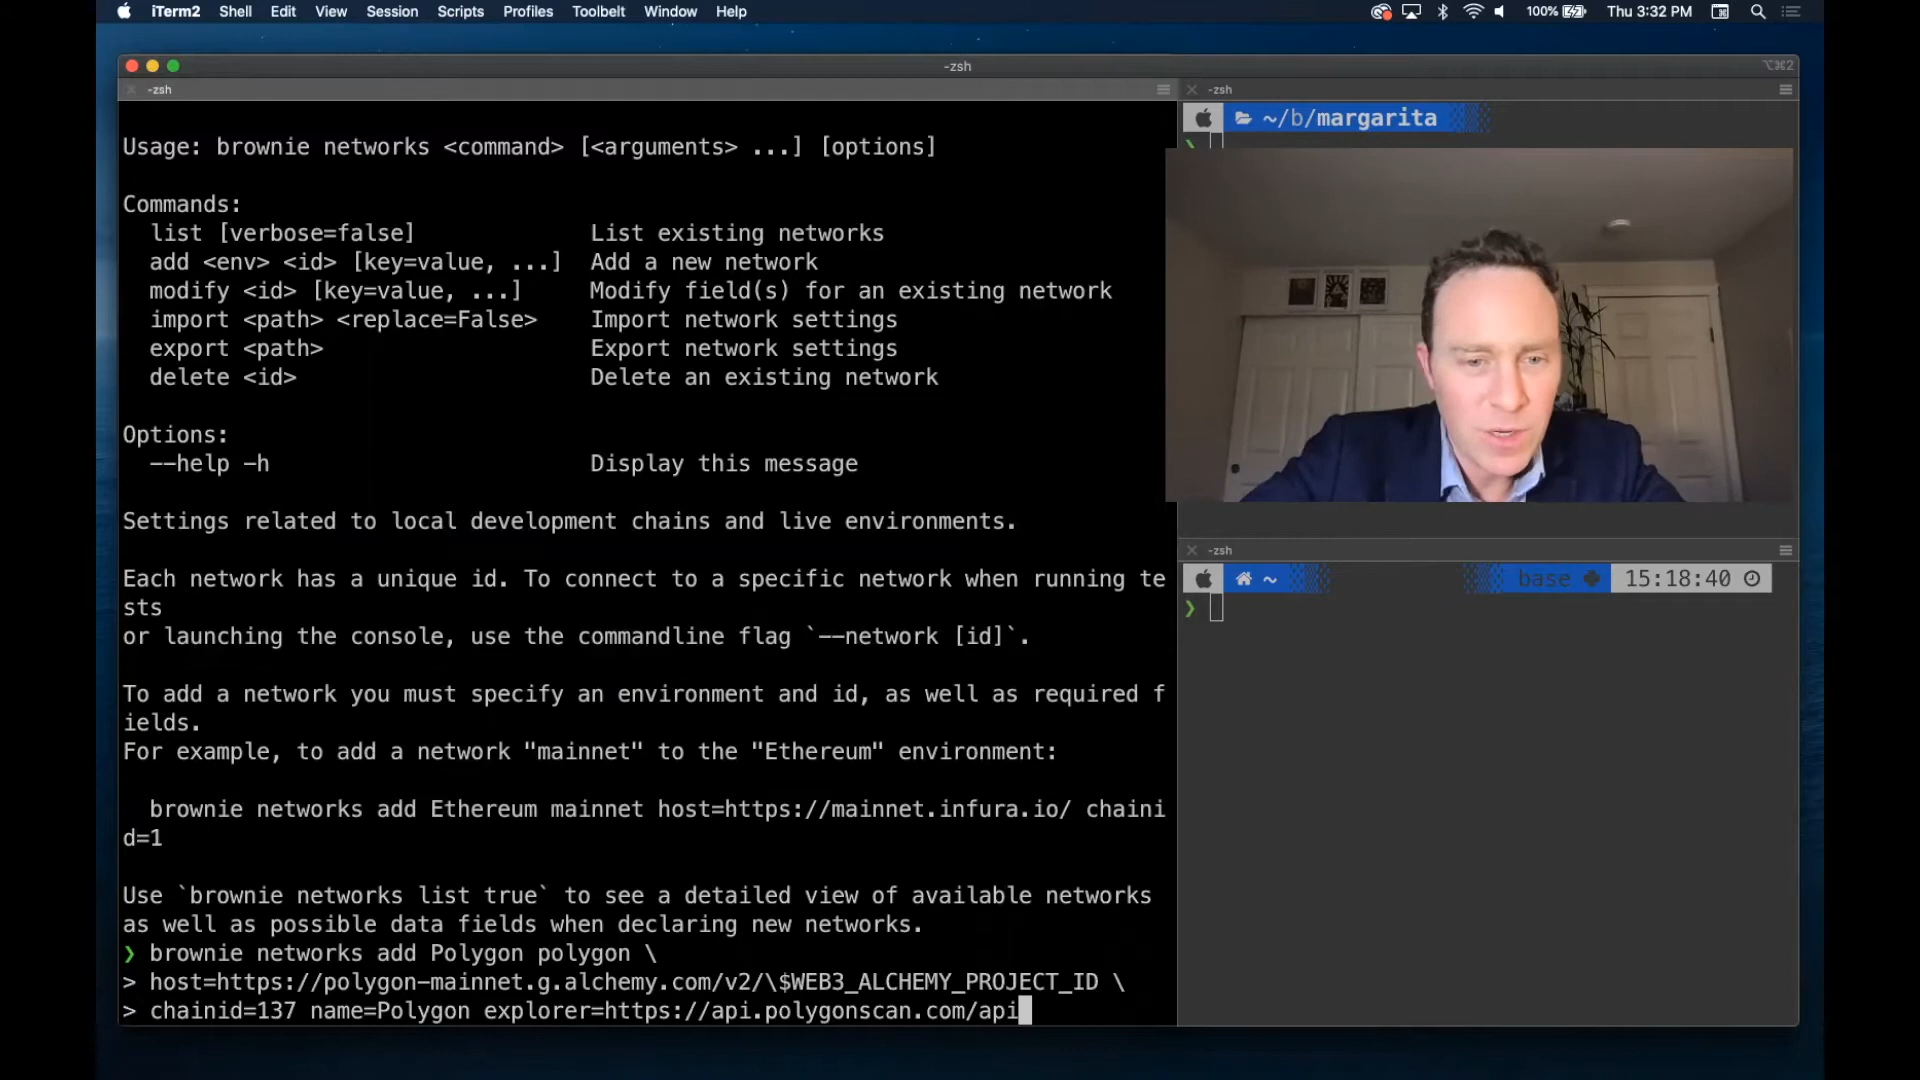 iTerm2 Shell Edit View Session Scripts Profiles Toolbelt Window Help 100% Thu 3:32 PM
-zsh ⌥⌘2
-zsh
Usage: brownie networks <command> [<arguments> ...] [options]
Commands:
list [verbose=false] List existing networks
add <env> <id> [key=value, ...] Add a new network
modify <id> [key=value, ...] Modify field(s) for an existing network
import <path> <replace=False> Import network settings
export <path> Export network settings
delete <id> Delete an existing network
Options:
--help -h Display this message
Settings related to local development chains and live environments.
Each network has a unique id. To connect to a specific network when running te
sts
or launching the console, use the commandline flag `--network [id]`.
To add a network you must specify an environment and id, as well as required f
ields.
For example, to add a network "mainnet" to the "Ethereum" environment:
brownie networks add Ethereum mainnet host=https://mainnet.infura.io/ chaini
d=1
Use `brownie networks list true` to see a detailed view of available networks
as well as possible data fields when declaring new networks.
❯ brownie networks add Polygon polygon \
> host=https://polygon-mainnet.g.alchemy.com/v2/\$WEB3_ALCHEMY_PROJECT_ID \
> chainid=137 name=Polygon explorer=https://api.polygonscan.com/api
-zsh
~/b/margarita
❯
-zsh
~ base 15:18:40
❯